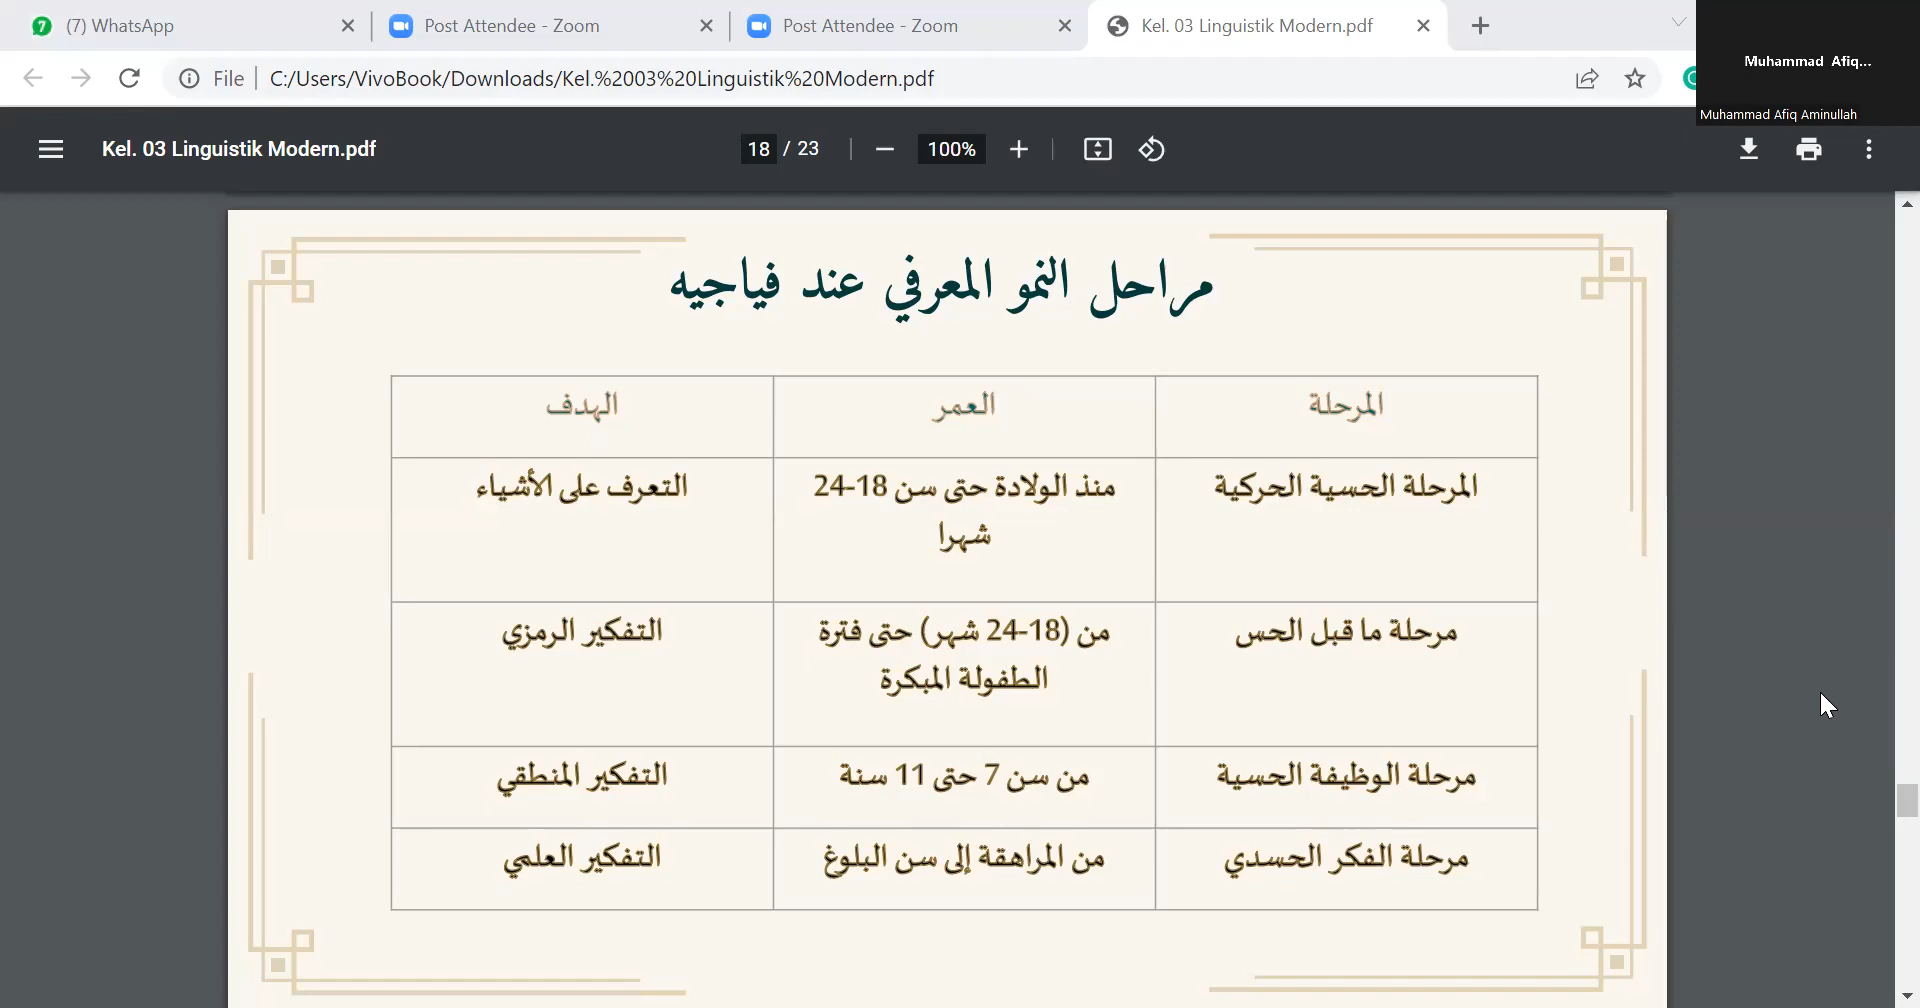 (7) WhatsApp
Post Attendee - Zoom
Post Attendee - Zoom
Kel. 03 Linguistik Modern.pdf
File
C:/Users/VivoBook/Downloads/Kel.%2003%20Linguistik%20Modern.pdf
Muhammad Afiq...
Muhammad Afiq Aminullah
Kel. 03 Linguistik Modern.pdf
18 / 23
100%
مراحل النمو المعرفي عند فياجيه
المرحلة
العمر
الهدف
المرحلة الحسية الحركية
منذ الولادة حتى سن 18-24
شهرا
التعرف على الأشياء
مرحلة ما قبل الحس
من (18-24 شهر) حتى فترة
الطفولة المبكرة
التفكير الرمزي
مرحلة الوظيفة الحسية
من سن 7 حتى 11 سنة
التفكير المنطقي
مرحلة الفكر الحسدي
من المراهقة إلى سن البلوغ
التفكير العلمي